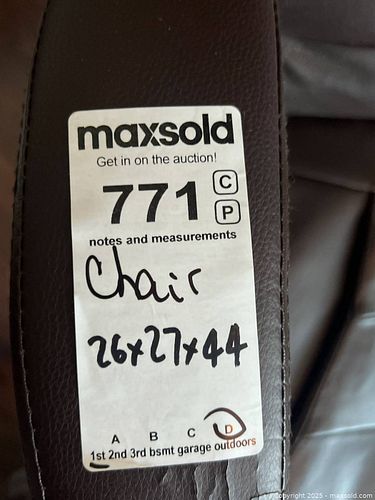 maxsold
Get in on the auction!
771 C
P
notes and measurements
Chair
26x27x44
A B C D
1st 2nd 3rd bsmt garage outdoors
copyright 2025 - maxsold.com